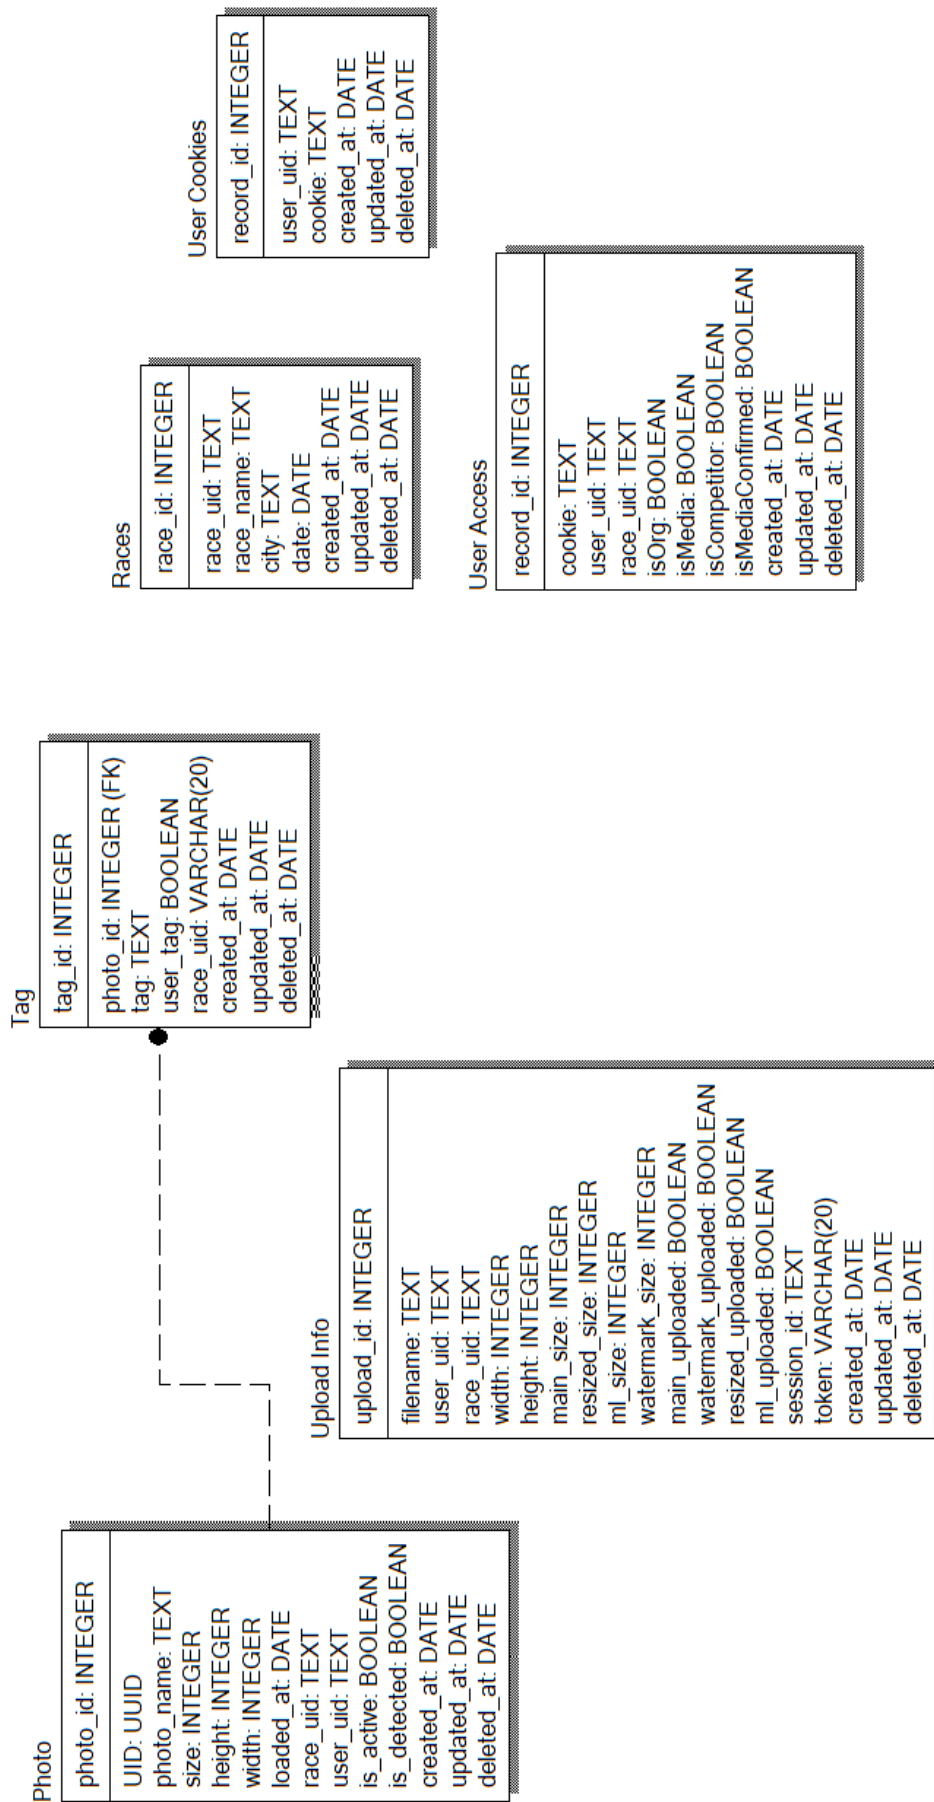 Photo
photo_id: INTEGER
UID: UUID
photo_name: TEXT
size: INTEGER
height: INTEGER
width: INTEGER
loaded_at: DATE
race_uid: TEXT
user_uid: TEXT
is_active: BOOLEAN
is_detected: BOOLEAN
created_at: DATE
updated_at: DATE
deleted_at: DATE
Upload Info
upload_id: INTEGER
filename: TEXT
user_uid: TEXT
race_uid: TEXT
width: INTEGER
height: INTEGER
main_size: INTEGER
resized_size: INTEGER
ml_size: INTEGER
watermark_size: INTEGER
main_uploaded: BOOLEAN
watermark_uploaded: BOOLEAN
resized_uploaded: BOOLEAN
ml_uploaded: BOOLEAN
session_id: TEXT
token: VARCHAR(20)
created_at: DATE
updated_at: DATE
deleted_at: DATE
Tag
tag_id: INTEGER
photo_id: INTEGER (FK)
tag: TEXT
user_tag: BOOLEAN
race_uid: VARCHAR(20)
created_at: DATE
updated_at: DATE
deleted_at: DATE
Races
race_id: INTEGER
race_uid: TEXT
race_name: TEXT
city: TEXT
date: DATE
created_at: DATE
updated_at: DATE
deleted_at: DATE
User Access
record_id: INTEGER
cookie: TEXT
user_uid: TEXT
race_uid: TEXT
isOrg: BOOLEAN
isMedia: BOOLEAN
isCompetitor: BOOLEAN
isMediaConfirmed: BOOLEAN
created_at: DATE
updated_at: DATE
deleted_at: DATE
User Cookies
record_id: INTEGER
user_uid: TEXT
cookie: TEXT
created_at: DATE
updated_at: DATE
deleted_at: DATE